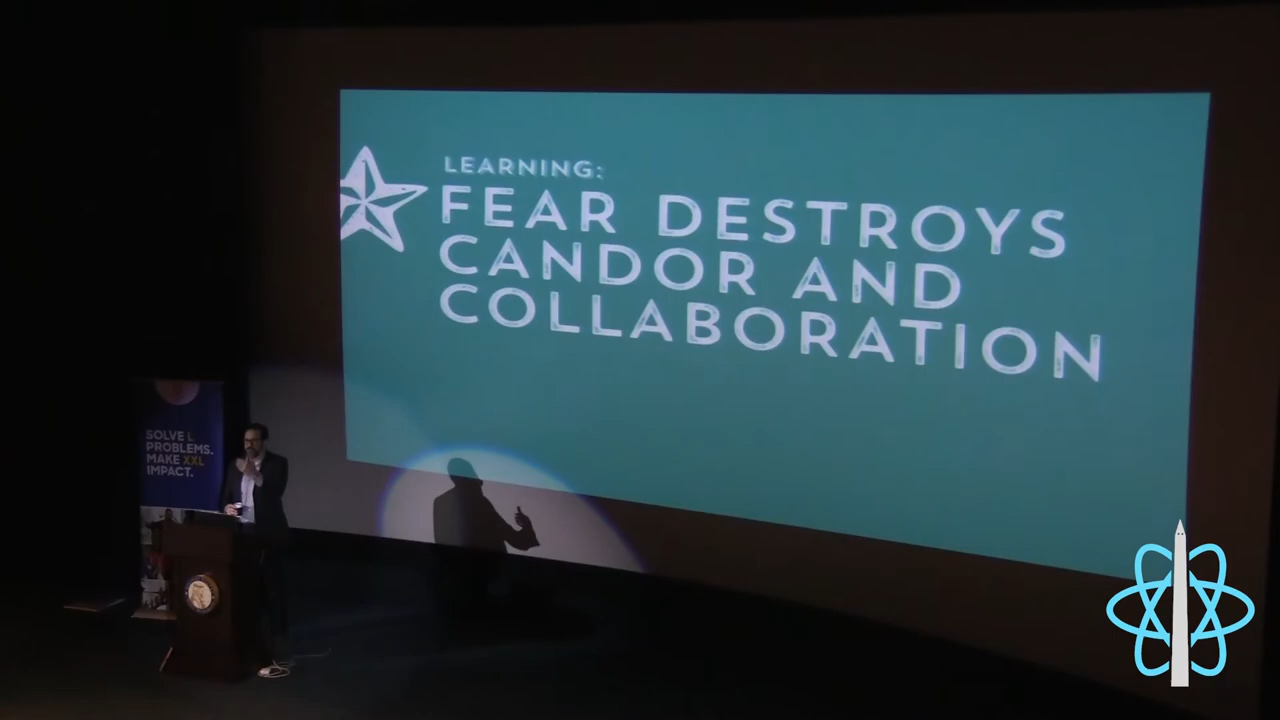 LEARNING:
FEAR DESTROYS
CANDOR AND
COLLABORATION
SOLVE L
PROBLEMS.
MAKE XXL
IMPACT.